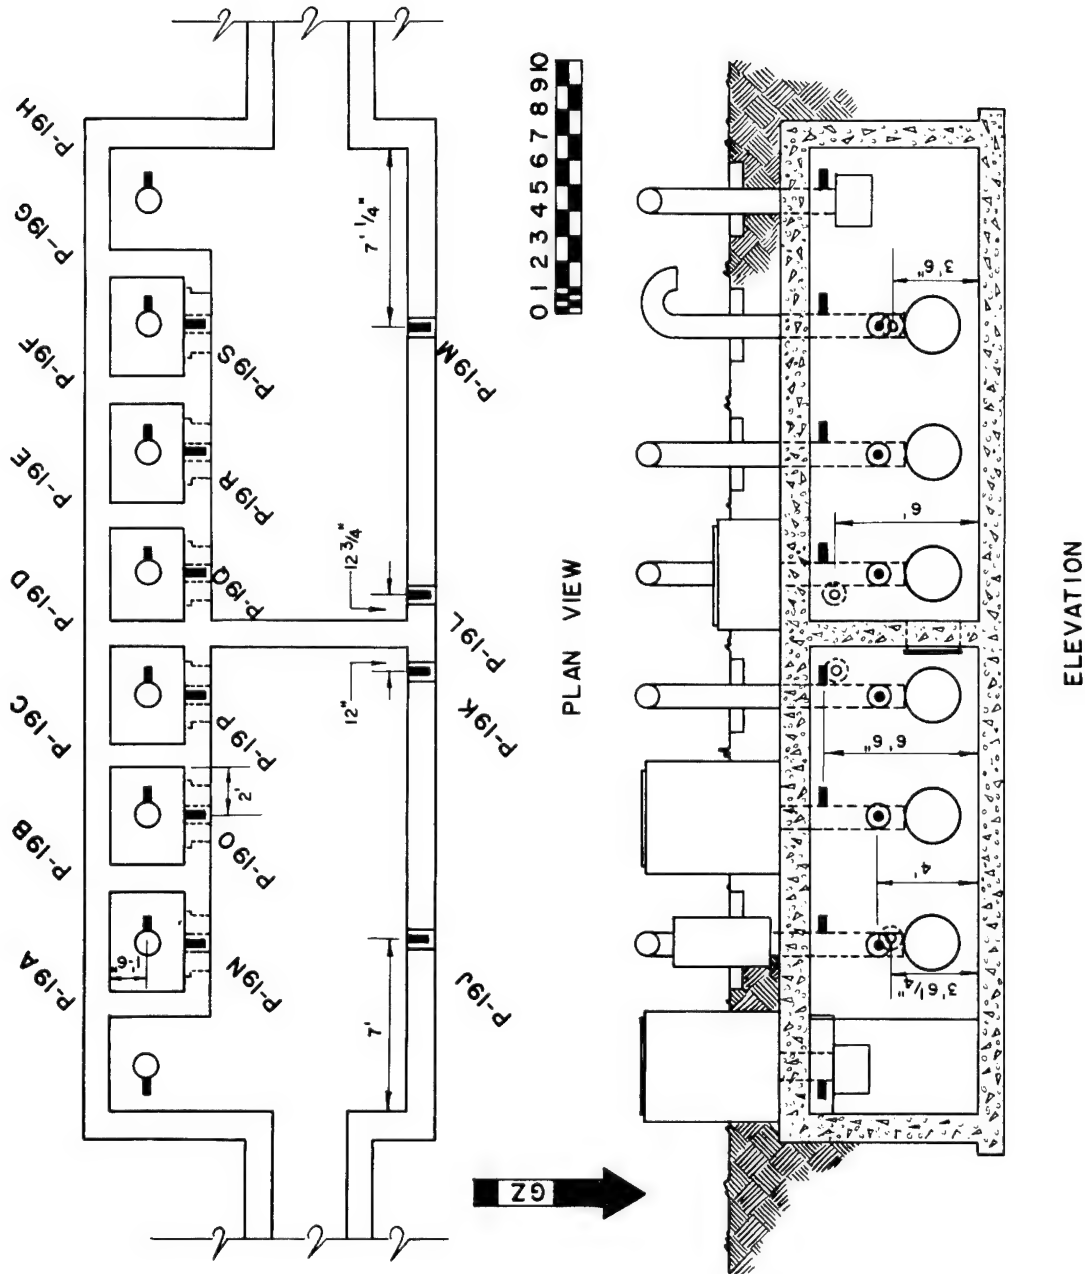 P-19H
P-19G
P-19F
P-19E
P-19D
P-19C
P-19B
P-19A
1'-6"
2'
P-19S
P-19R
P-19Q
P-19P
P-19O
P-19N
7' 1/4"
12 3/4"
12"
7'
P-19M
P-19L
P-19K
P-19J
0 1 2 3 4 5 6 7 8 9 10
PLAN VIEW
GZ
3'6"
6'
6'6"
4'
3'6 1/4"
ELEVATION